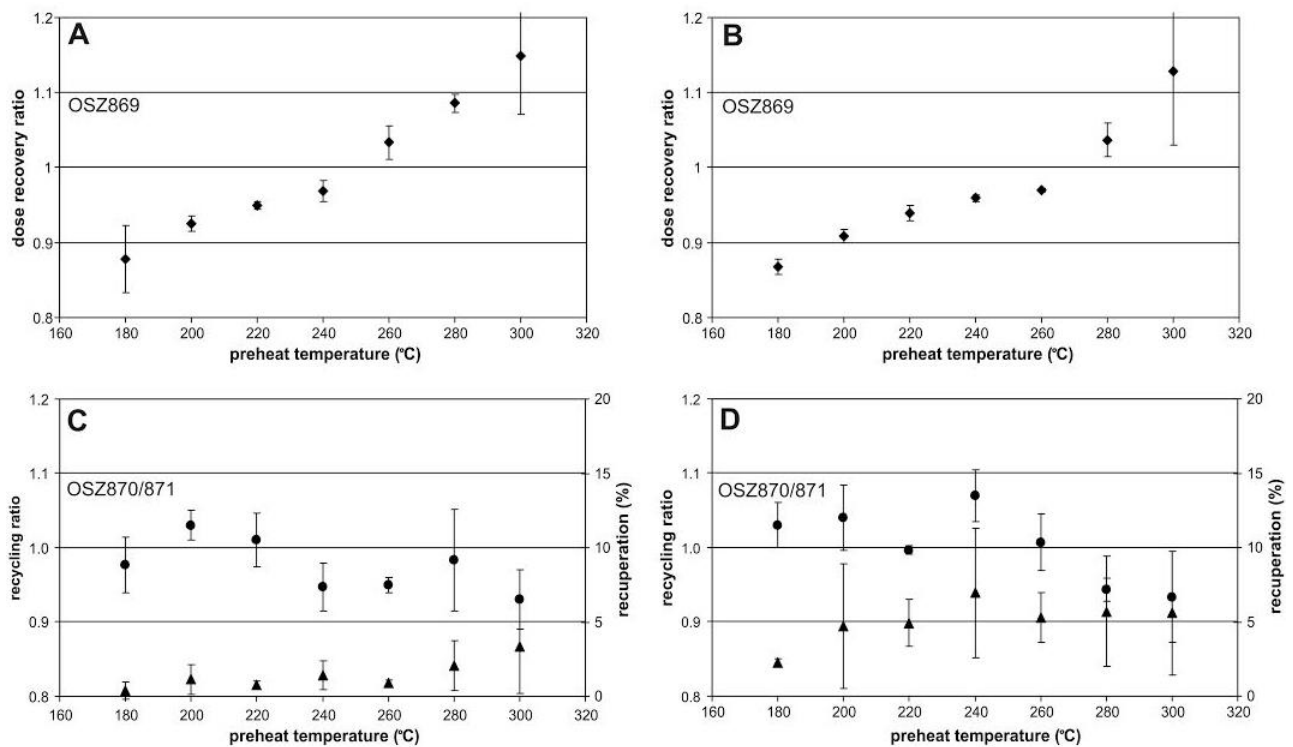 A
OSZ869
dose recovery ratio
1.2
1.1
1
0.9
0.8
160 180 200 220 240 260 280 300 320
preheat temperature (°C)
B
OSZ869
dose recovery ratio
1.2
1.1
1
0.9
0.8
160 180 200 220 240 260 280 300 320
preheat temperature (°C)
C
OSZ870/871
recycling ratio
1.2
1.1
1.0
0.9
0.8
20
15
10
5
0
recuperation (%)
160 180 200 220 240 260 280 300 320
preheat temperature (°C)
D
OSZ870/871
recycling ratio
1.2
1.1
1.0
0.9
0.8
20
15
10
5
0
recuperation (%)
160 180 200 220 240 260 280 300 320
preheat temperature (°C)